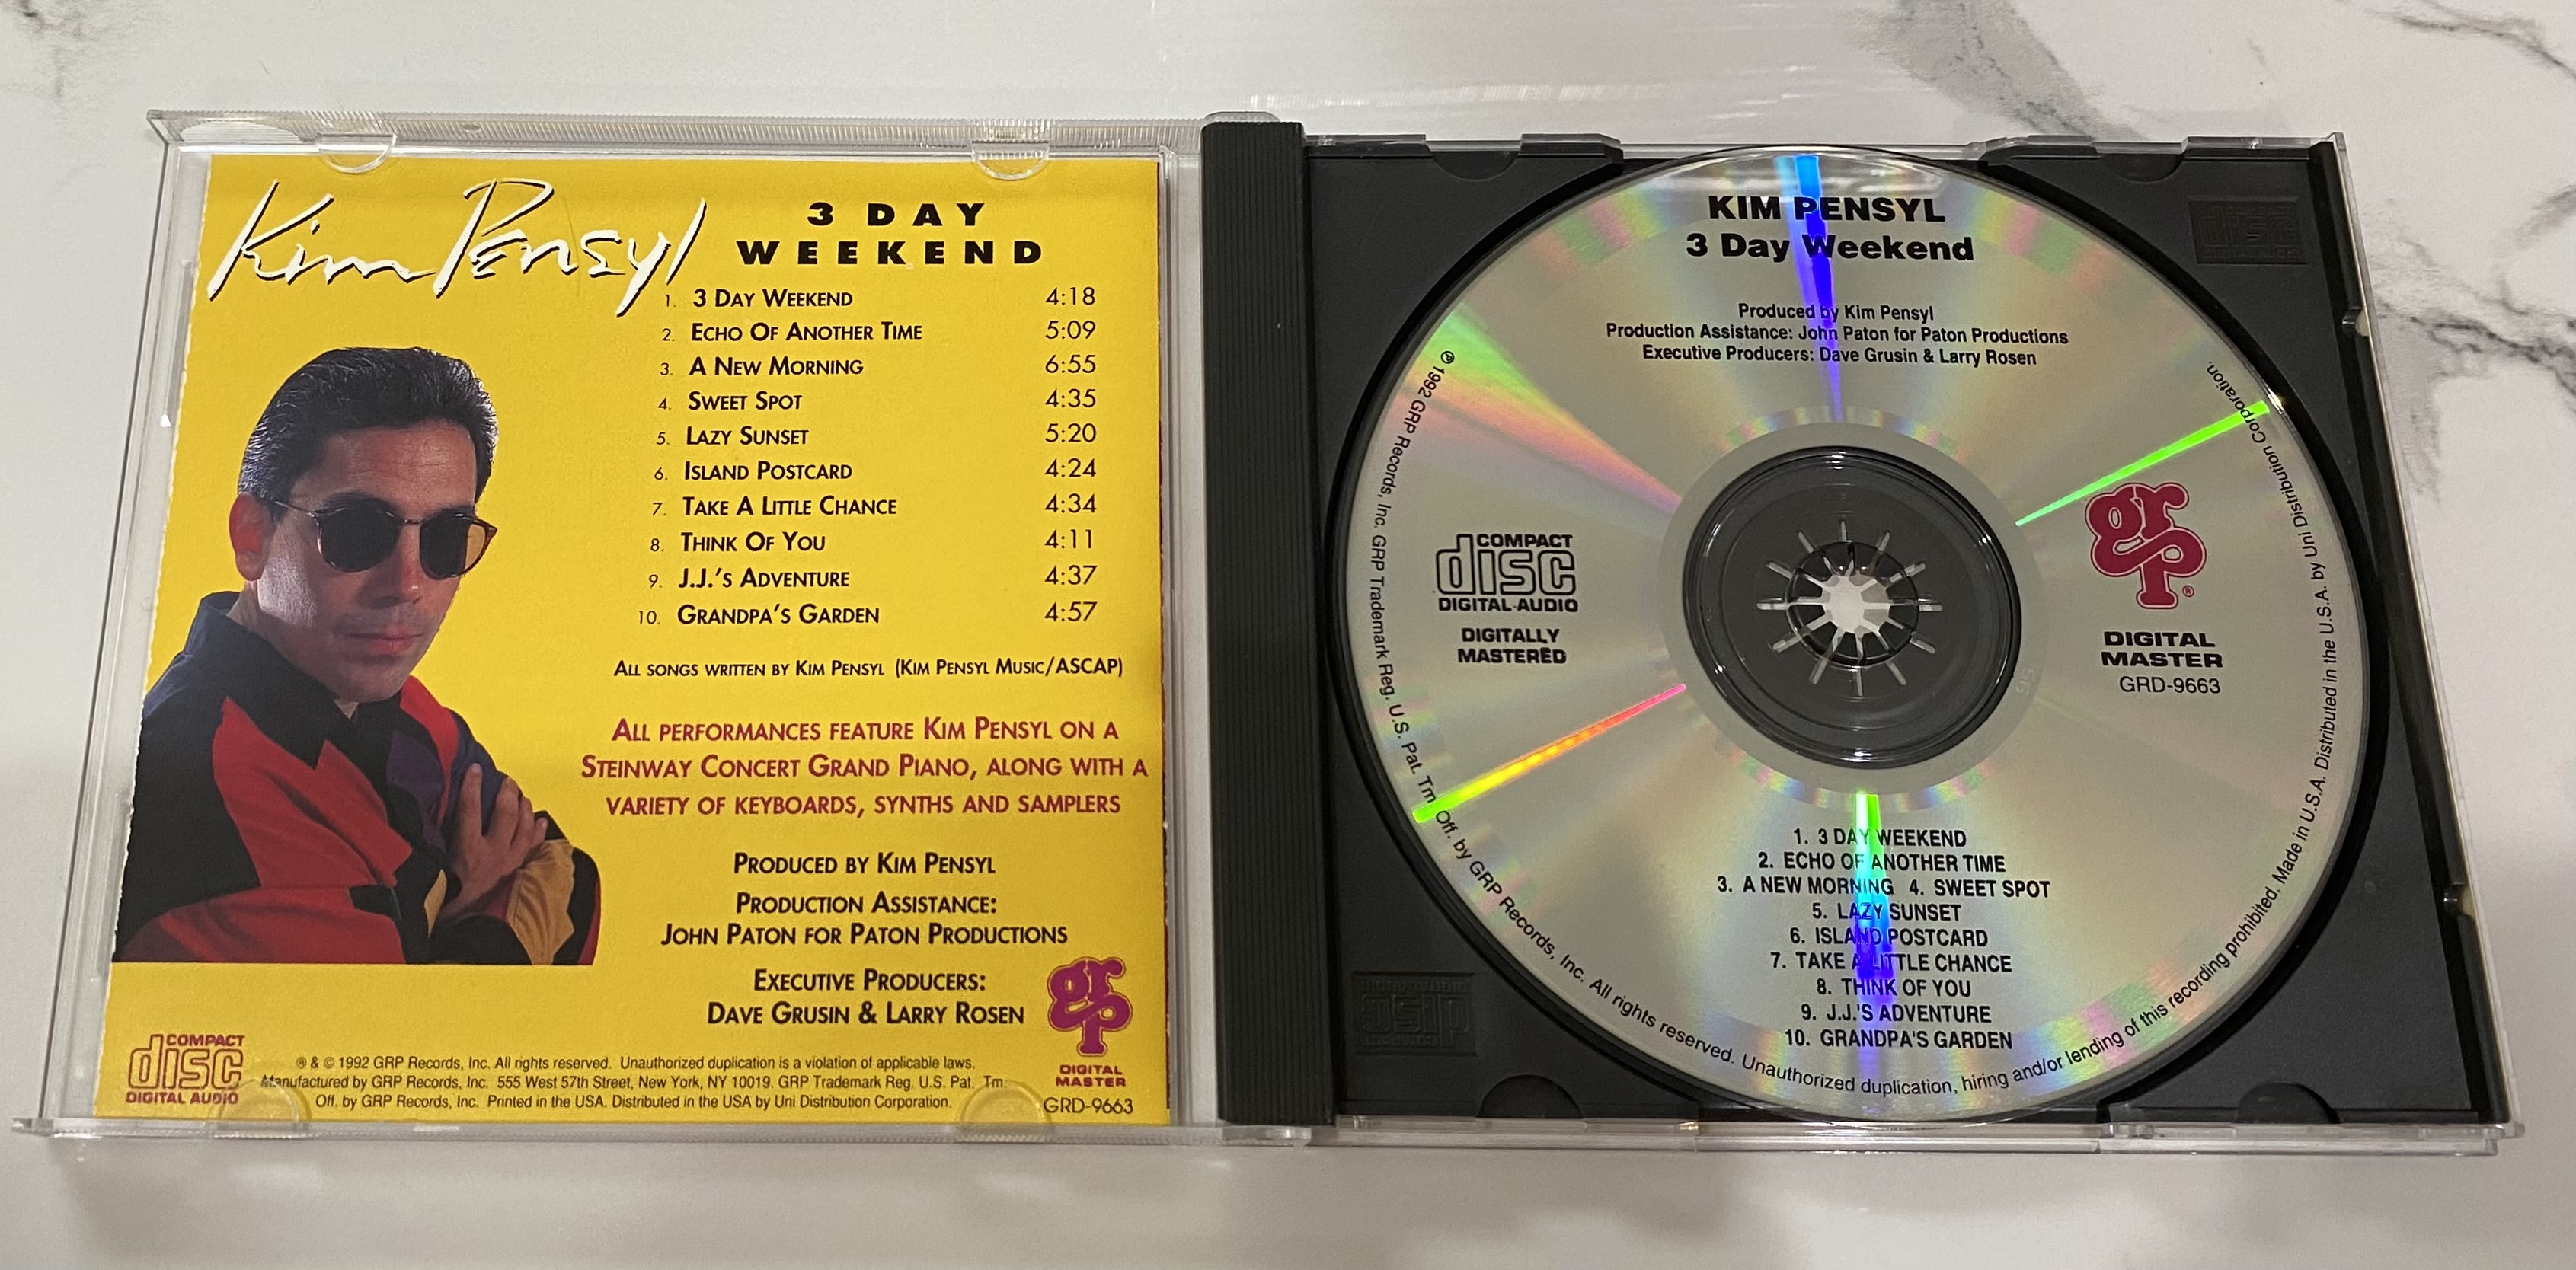 Kim Pensyl
3 DAY
WEEKEND
1. 3 DAY WEEKEND 4:18
2. ECHO OF ANOTHER TIME 5:09
3. A NEW MORNING 6:55
4. SWEET SPOT 4:35
5. LAZY SUNSET 5:20
6. ISLAND POSTCARD 4:24
7. TAKE A LITTLE CHANCE 4:34
8. THINK OF YOU 4:11
9. J.J.'S ADVENTURE 4:37
10. GRANDPA'S GARDEN 4:57
ALL SONGS WRITTEN BY KIM PENSYL (KIM PENSYL MUSIC/ASCAP)
ALL PERFORMANCES FEATURE KIM PENSYL ON A
STEINWAY CONCERT GRAND PIANO, ALONG WITH A
VARIETY OF KEYBOARDS, SYNTHS AND SAMPLERS
PRODUCED BY KIM PENSYL
PRODUCTION ASSISTANCE:
JOHN PATON FOR PATON PRODUCTIONS
EXECUTIVE PRODUCERS:
DAVE GRUSIN & LARRY ROSEN
grp
DIGITAL
MASTER
GRD-9663
COMPACT
disc
DIGITAL AUDIO
℗ & © 1992 GRP Records, Inc. All rights reserved. Unauthorized duplication is a violation of applicable laws.
Manufactured by GRP Records, Inc. 555 West 57th Street, New York, NY 10019. GRP Trademark Reg. U.S. Pat. Tm.
Off. by GRP Records, Inc. Printed in the USA. Distributed in the USA by Uni Distribution Corporation.
KIM PENSYL
3 Day Weekend
Produced by Kim Pensyl
Production Assistance: John Paton for Paton Productions
Executive Producers: Dave Grusin & Larry Rosen
COMPACT
disc
DIGITAL AUDIO
DIGITALLY
MASTERED
grp®
DIGITAL
MASTER
GRD-9663
1. 3 DAY WEEKEND
2. ECHO OF ANOTHER TIME
3. A NEW MORNING 4. SWEET SPOT
5. LAZY SUNSET
6. ISLAND POSTCARD
7. TAKE A LITTLE CHANCE
8. THINK OF YOU
9. J.J.'S ADVENTURE
10. GRANDPA'S GARDEN
℗ 1992 GRP Records, Inc. GRP Trademark Reg. U.S. Pat. Tm Off. by GRP Records, Inc. All rights reserved. Unauthorized duplication, hiring and/or lending of this recording prohibited. Made in U.S.A. Distributed in the U.S.A. by Uni Distribution Corporation.